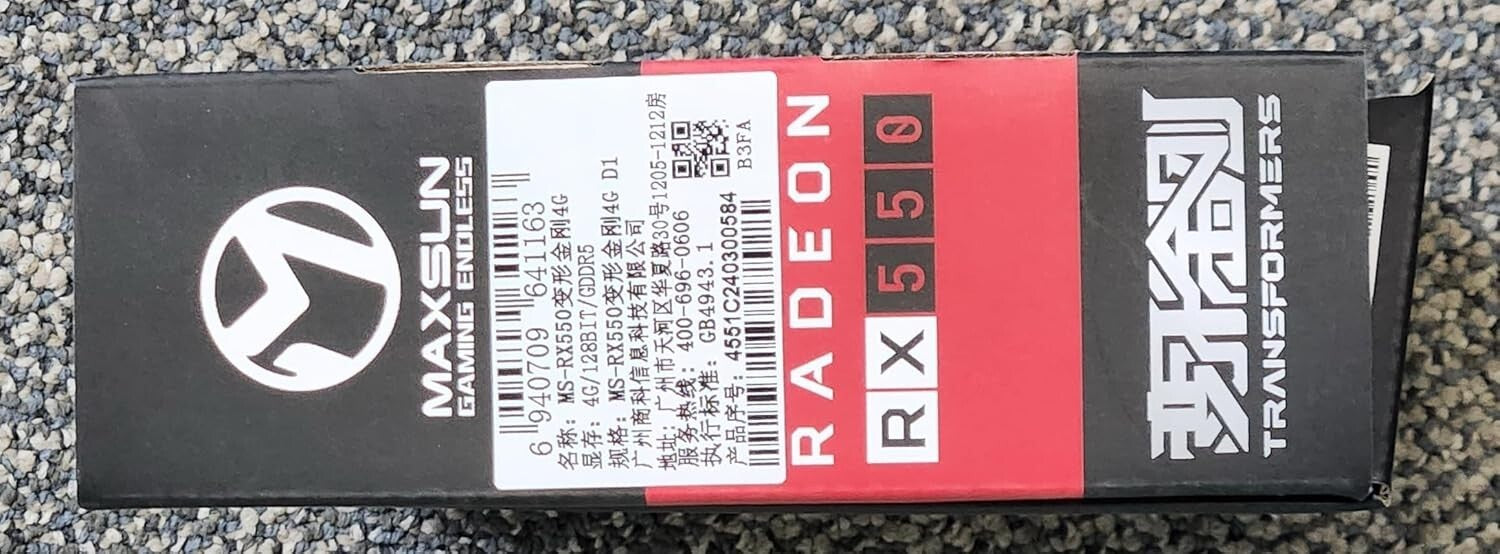 MAXSUN
GAMING ENDLESS
6 940709 641163
名称: MS-RX550变形金刚4G
显存: 4G/128BIT/GDDR5
规格: MS-RX550变形金刚4G D1
广州商科信息科技有限公司
地址: 广州市天河区华夏路30号1205-1212房
服务热线: 400-696-0606
执行标准: GB4943.1
产品序号: 4551C240300584
B3FA
RADEON
RX 550
变形金刚
TRANSFORMERS